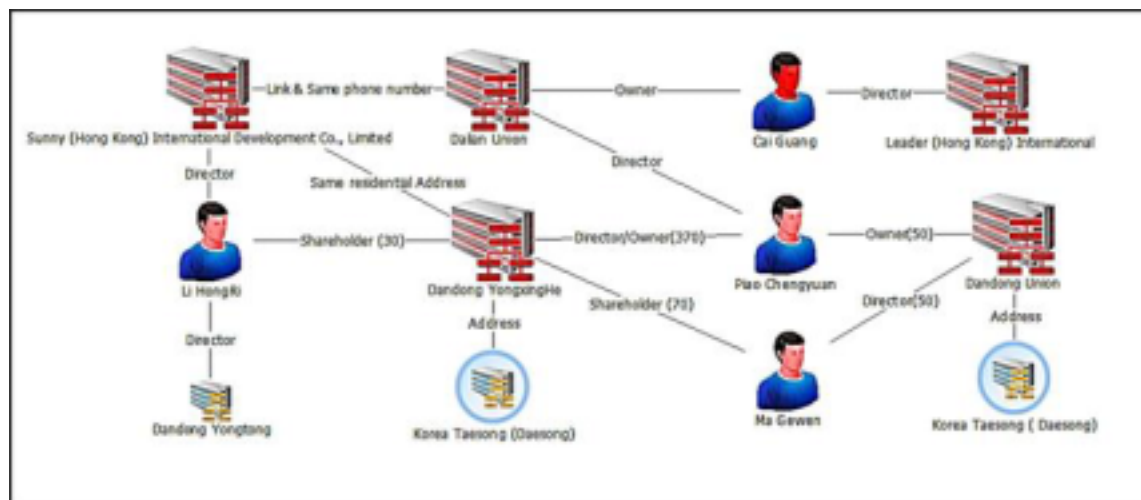 Link & Same phone number
Owner
Director
Sunny (Hong Kong) International Development Co., Limited
Dalian Union
Cai Guang
Leader (Hong Kong) International
Director
Same residential Address
Director
Shareholder (30)
Director/Owner(370)
Owner(50)
Li HongRi
Dandong YongxingHe
Piao Chengyuan
Dandong Union
Shareholder (70)
Director(50)
Address
Address
Director
Dandong Yongtong
Korea Taesong (Daesong)
Ma Gewen
Korea Taesong ( Daesong)